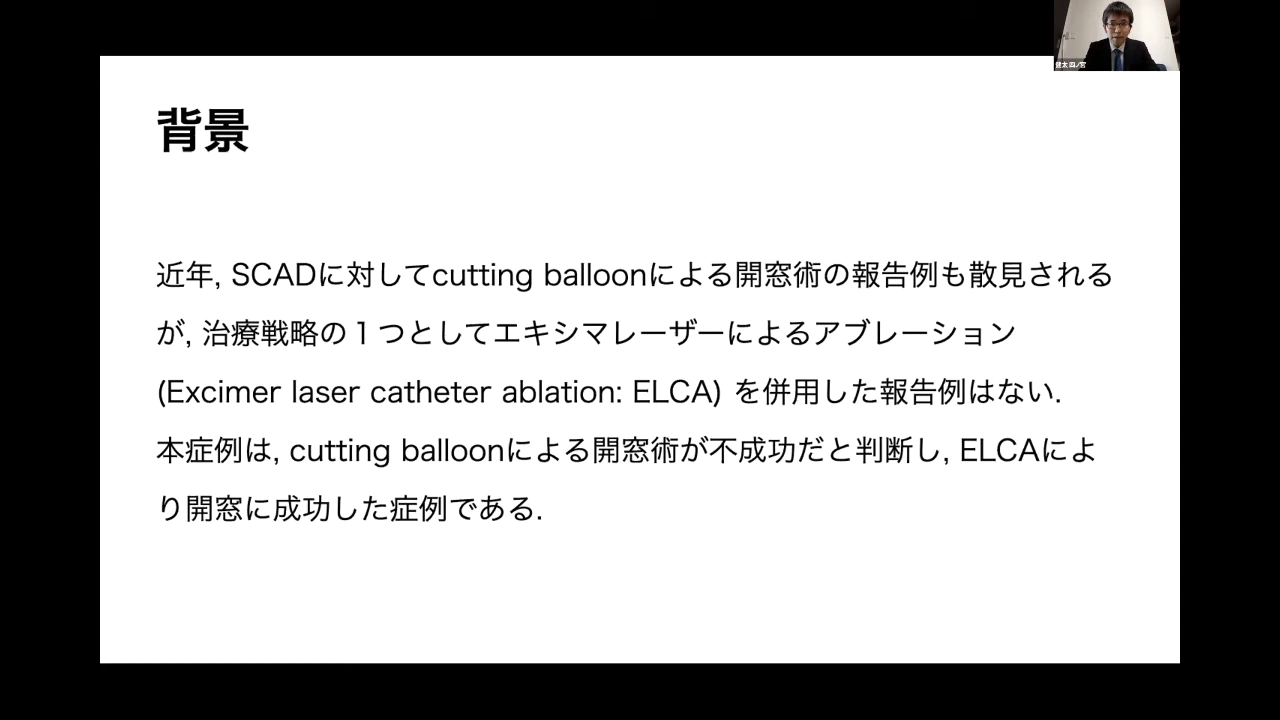 健太 四ノ宮
背景
近年, SCADに対してcutting balloonによる開窓術の報告例も散見される
が, 治療戦略の１つとしてエキシマレーザーによるアブレーション
(Excimer laser catheter ablation: ELCA) を併用した報告例はない.
本症例は, cutting balloonによる開窓術が不成功だと判断し, ELCAによ
り開窓に成功した症例である.